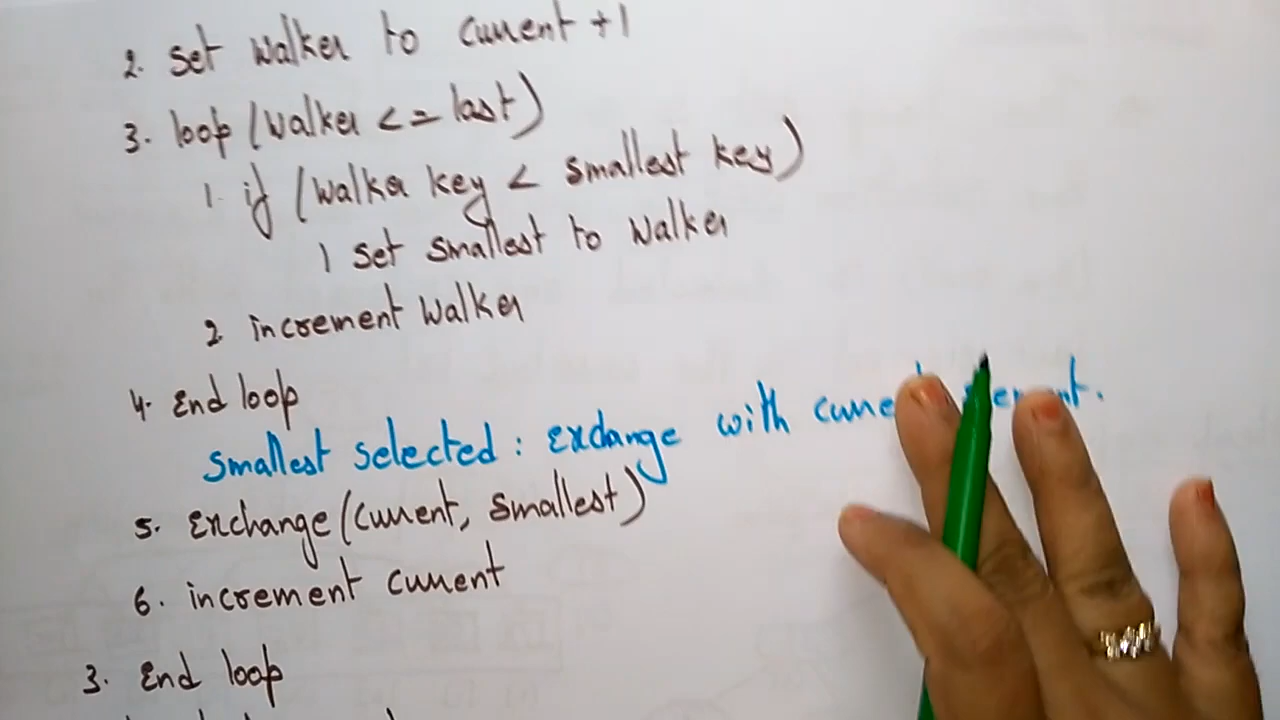 2. Set walker to current +1
3. loop (walker <= last)
1. if (walker key < smallest key)
1 set smallest to walker
2. increment walker
4. End loop
Smallest selected : Exchange with current element.
5. Exchange (current, smallest)
6. increment current
3. End loop